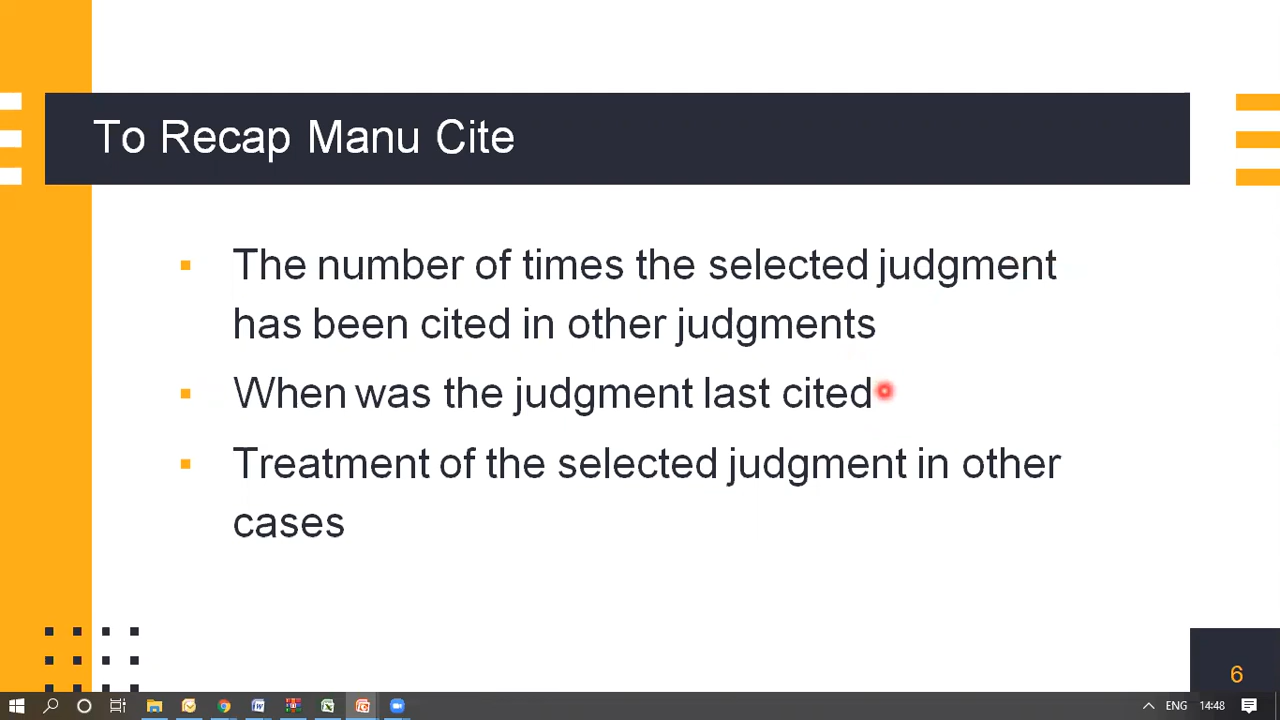 To Recap Manu Cite
▪ The number of times the selected judgment
has been cited in other judgments
▪ When was the judgment last cited
▪ Treatment of the selected judgment in other
cases
6
ENG 14:48